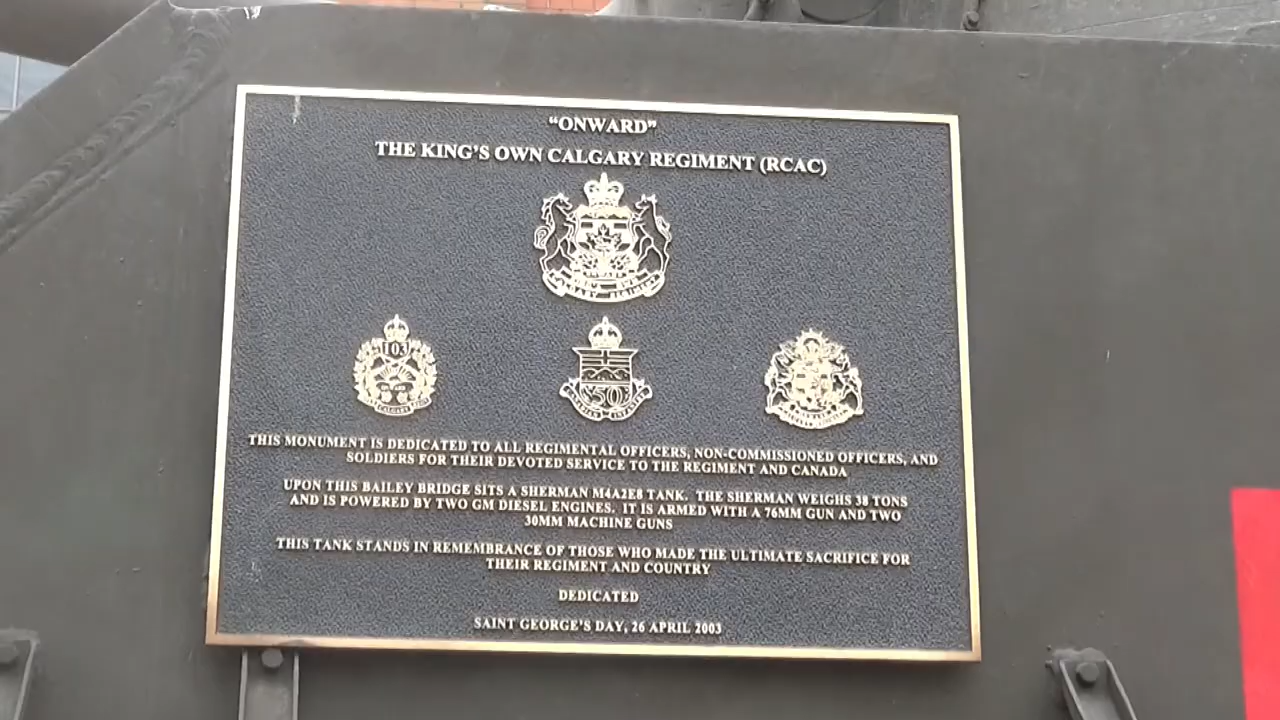 "ONWARD"
THE KING'S OWN CALGARY REGIMENT (RCAC)
103
50
THIS MONUMENT IS DEDICATED TO ALL REGIMENTAL OFFICERS, NON-COMMISSIONED OFFICERS, AND
SOLDIERS FOR THEIR DEVOTED SERVICE TO THE REGIMENT AND CANADA
UPON THIS BAILEY BRIDGE SITS A SHERMAN M4A2E8 TANK. THE SHERMAN WEIGHS 38 TONS
AND IS POWERED BY TWO GM DIESEL ENGINES. IT IS ARMED WITH A 76MM GUN AND TWO
30MM MACHINE GUNS
THIS TANK STANDS IN REMEMBRANCE OF THOSE WHO MADE THE ULTIMATE SACRIFICE FOR
THEIR REGIMENT AND COUNTRY
DEDICATED
SAINT GEORGE'S DAY, 26 APRIL 2003